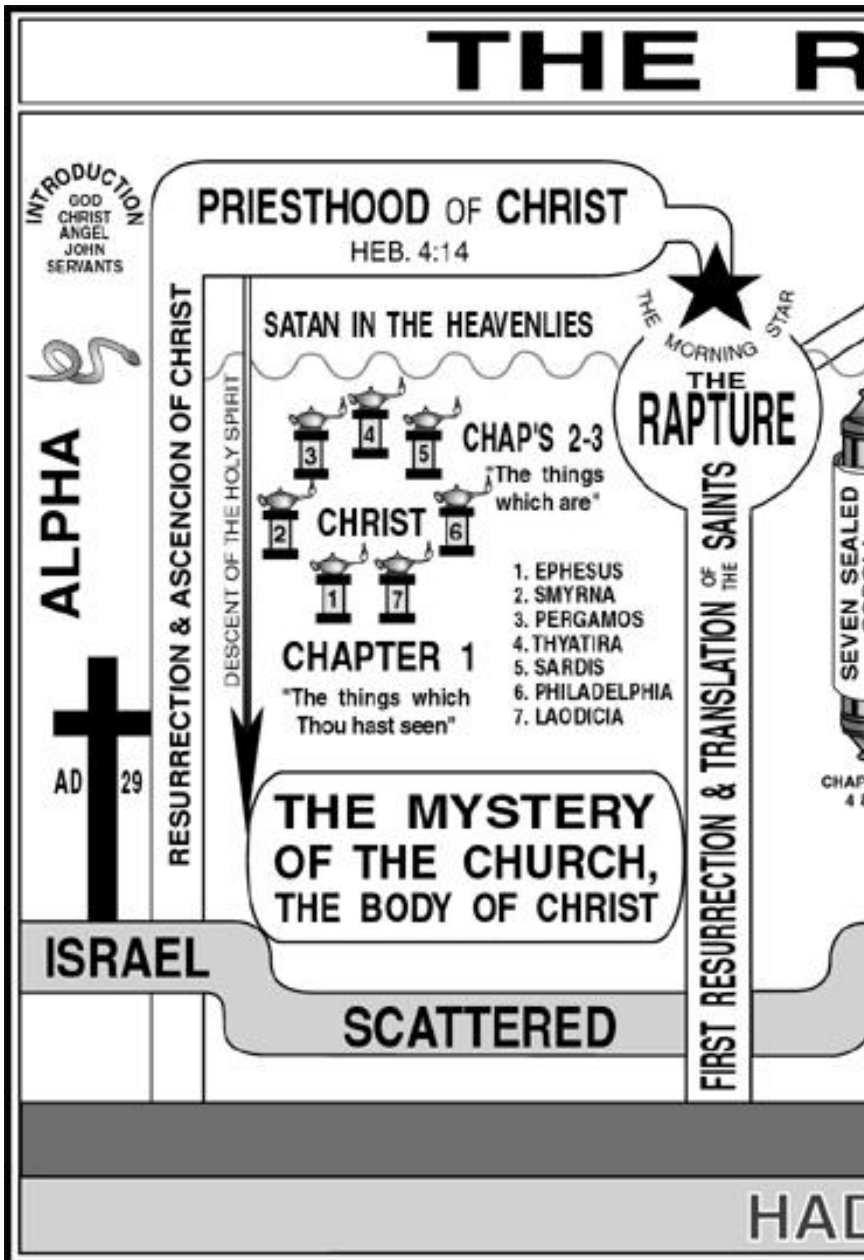 THE R
INTRODUCTION
GOD
CHRIST
ANGEL
JOHN
SERVANTS
PRIESTHOOD OF CHRIST
HEB. 4:14
SATAN IN THE HEAVENLIES
THE MORNING STAR
THE
RAPTURE
ALPHA
RESURRECTION & ASCENCION OF CHRIST
DESCENT OF THE HOLY SPIRIT
3
4
5
2
CHRIST
6
1
7
CHAP'S 2-3
"The things
which are"
1. EPHESUS
2. SMYRNA
3. PERGAMOS
4. THYATIRA
5. SARDIS
6. PHILADELPHIA
7. LAODICIA
CHAPTER 1
"The things which
Thou hast seen"
AD 29
THE MYSTERY
OF THE CHURCH,
THE BODY OF CHRIST
FIRST RESURRECTION & TRANSLATION OF THE SAINTS
SEVEN SEALED
CHAP
4 &
ISRAEL
SCATTERED
HAD